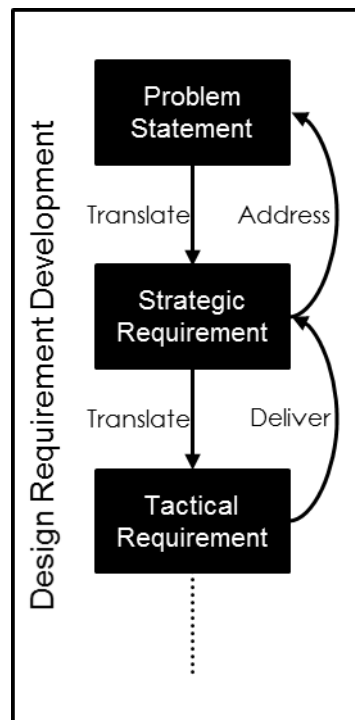 Design Requirement Development
Problem
Statement
Translate
Address
Strategic
Requirement
Translate
Deliver
Tactical
Requirement